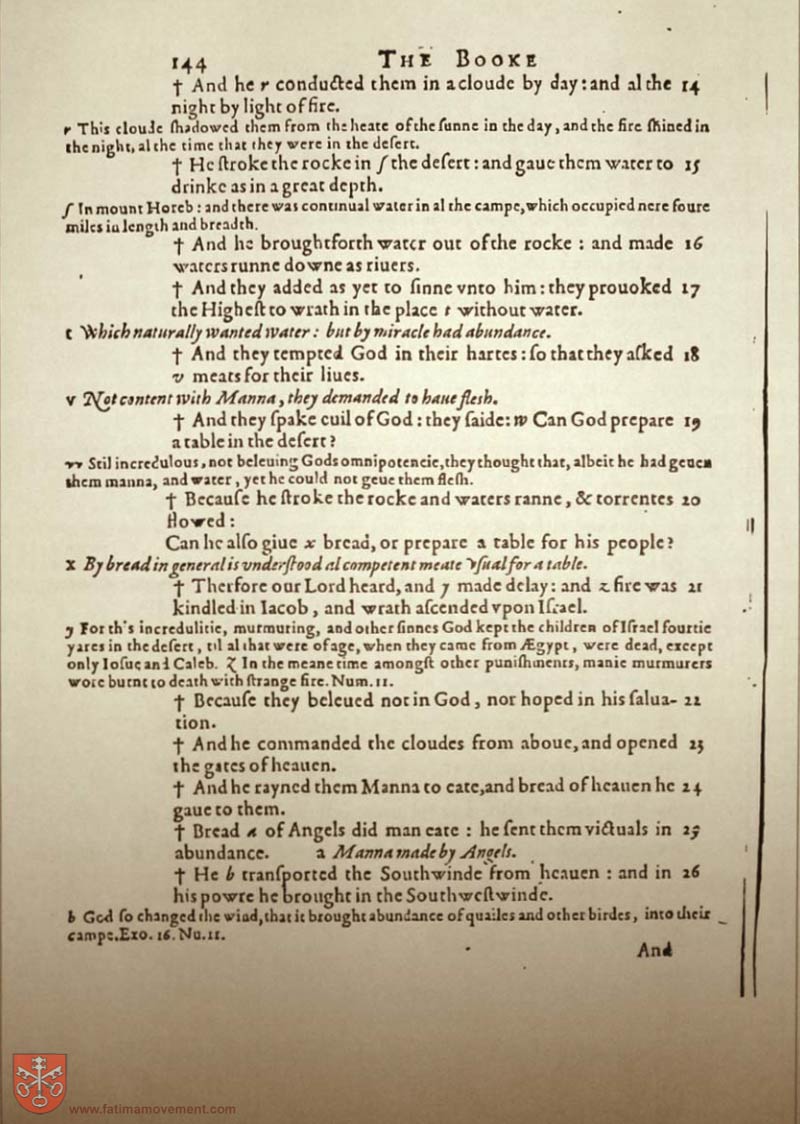 144 THE BOOKE
† And he r conducted them in a cloude by day: and al the 14
night by light of fire.
r This cloude ſhadowed them from the heate of the ſunne in the day, and the fire ſhined in
the night, al the time that they were in the deſert.
† He ſtroke the rocke in ſ the deſert: and gaue them water to 15
drinke as in a great depth.
ſ In mount Horeb: and there was continual water in al the campe, which occupied nere foure
miles in length and breadth.
† And he broughtforth water out of the rocke : and made 16
waters runne downe as riuers.
† And they added as yet to ſinne vnto him: they prouoked 17
the Higheſt to wrath in the place t without water.
t Which naturally wanted water: but by miracle had abundance.
† And they tempted God in their hartes: ſo that they aſked 18
v meats for their liues.
v Not content with Manna, they demanded to haue fleſh.
† And they ſpake euil of God: they ſaide: w Can God prepare 19
a table in the deſert?
w Stil incredulous, not beleuing Gods omnipotencie, they thought that, albeit he had geuen
them manna, and water, yet he could not geue them fleſh.
† Becauſe he ſtroke the rocke and waters ranne, & torrentes 20
flowed:
Can he alſo giue x bread, or prepare a table for his people?
x By bread in general is vnderſtood al competent meate vſual for a table.
† Therfore our Lord heard, and y made delay: and z fire was 21
kindled in Iacob, and wrath aſcended vpon Iſrael.
y For th's incredulitie, murmuring, and other ſinnes God kept the children of Iſrael fourtie
yares in the deſert, til al that were of age, when they came from Ægypt, were dead, except
only Ioſue and Caleb. z In the meane time amongſt other puniſhments, manie murmurers
were burnt to death with ſtrange fire. Num. 11.
† Becauſe they beleued not in God, nor hoped in his ſalua- 22
tion.
† And he commanded the cloudes from aboue, and opened 23
the gates of heauen.
† And he rayned them Manna to eate, and bread of heauen he 24
gaue to them.
† Bread a of Angels did man eate : he ſent them victuals in 25
abundance. a Manna made by Angels.
† He b tranſported the Southwinde from heauen : and in 26
his powre he brought in the Southweſtwinde.
b God ſo changed the wind, that it brought abundance of quailes and other birdes, into their
campe. Exo. 16. Nu. 11.
And
www.fatimamovement.com